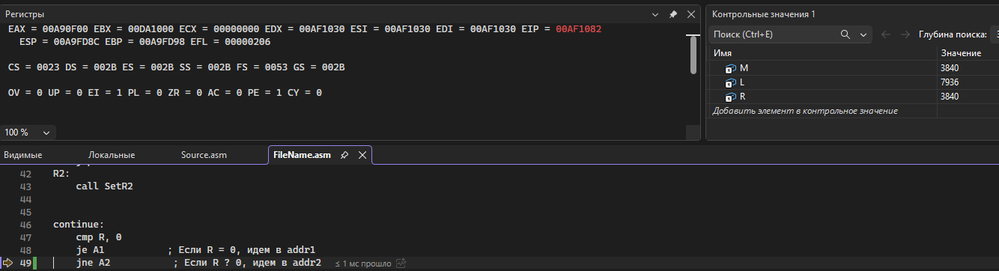 Регистры
EAX = 00A90F00 EBX = 00DA1000 ECX = 00000000 EDX = 00AF1030 ESI = 00AF1030 EDI = 00AF1030 EIP = 00AF1082
ESP = 00A9FD8C EBP = 00A9FD98 EFL = 00000206
CS = 0023 DS = 002B ES = 002B SS = 002B FS = 0053 GS = 002B
OV = 0 UP = 0 EI = 1 PL = 0 ZR = 0 AC = 0 PE = 1 CY = 0
100 %
Контрольные значения 1
Поиск (Ctrl+E) Глубина поиска: 3
Имя Значение
M 3840
L 7936
R 3840
Добавить элемент в контрольное значение
Видимые Локальные Source.asm FileName.asm
42 R2:
43 call SetR2
44
45
46 continue:
47 cmp R, 0
48 je A1 ; Если R = 0, идем в addr1
49 jne A2 ; Если R ? 0, идем в addr2 ≤ 1 мс прошло